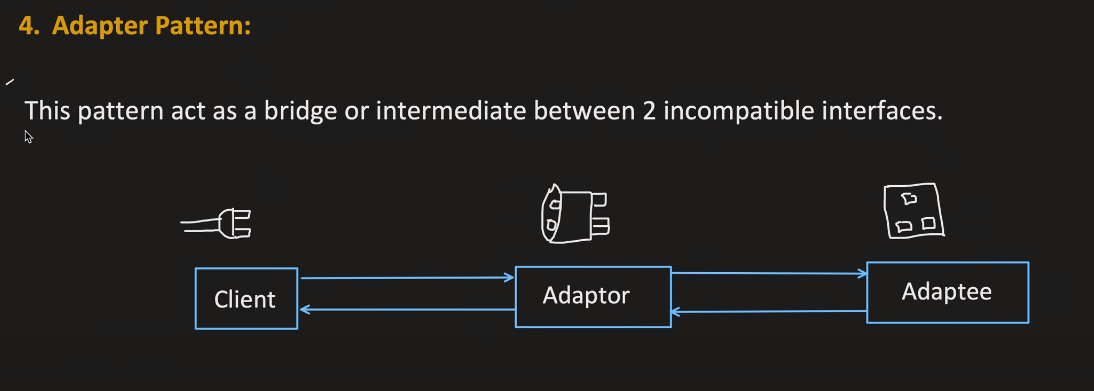 4. Adapter Pattern:
This pattern act as a bridge or intermediate between 2 incompatible interfaces.
Client
Adaptor
Adaptee